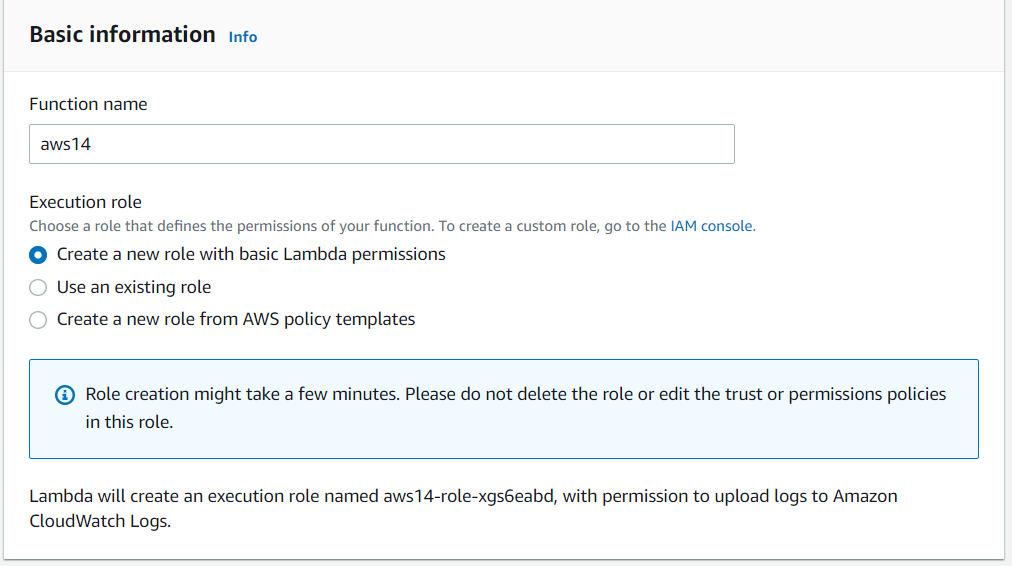 Basic information Info
Function name
aws14
Execution role
Choose a role that defines the permissions of your function. To create a custom role, go to the IAM console.
Create a new role with basic Lambda permissions
Use an existing role
Create a new role from AWS policy templates
Role creation might take a few minutes. Please do not delete the role or edit the trust or permissions policies
in this role.
Lambda will create an execution role named aws14-role-xgs6eabd, with permission to upload logs to Amazon
CloudWatch Logs.